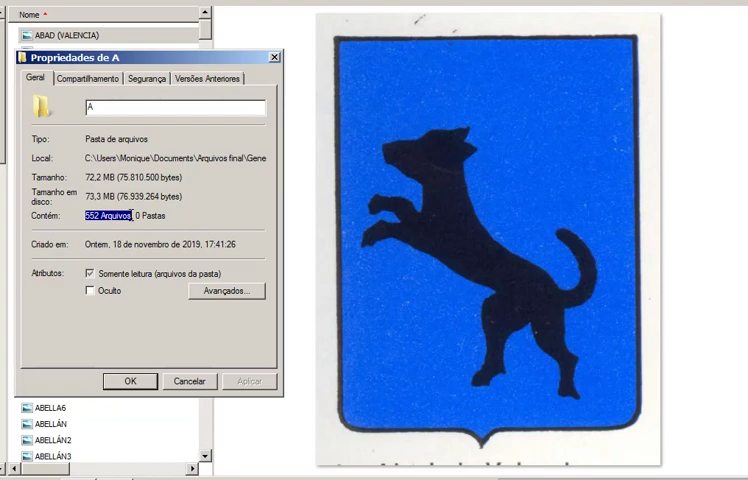 Nome
ABAD (VALENCIA)
Propriedades de A
Geral
Compartilhamento
Segurança
Versões Anteriores
A
Tipo: Pasta de arquivos
Local: C:\Users\Monique\Documents\Arquivos final\Gene
Tamanho: 72,2 MB (75.810.500 bytes)
Tamanho em disco: 73,3 MB (76.939.264 bytes)
Contém: 552 Arquivos, 0 Pastas
Criado em: Ontem, 18 de novembro de 2019, 17:41:26
Atributos: Somente leitura (arquivos da pasta)
Oculto
Avançados...
OK
Cancelar
Aplicar
ABELLA6
ABELLÁN
ABELLÁN2
ABELLÁN3